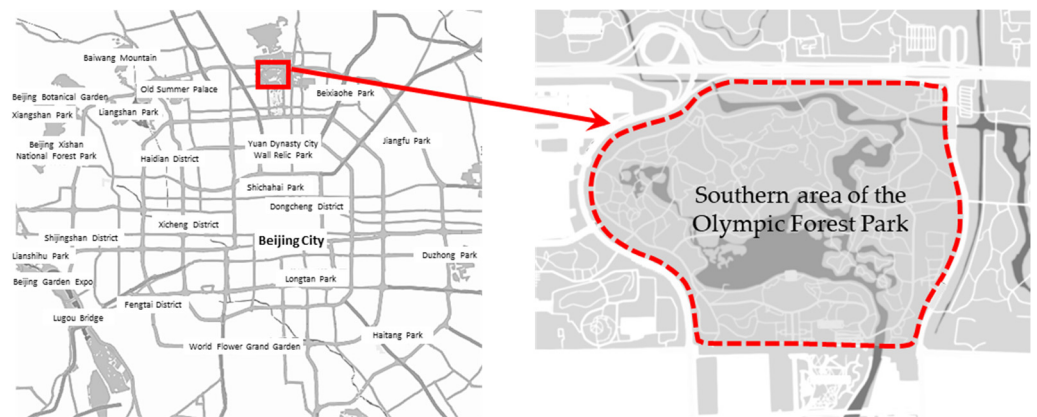 Baiwang Mountain
Old Summer Palace
Beijing Botanical Garden
Beixiaohe Park
Xiangshan Park
Liangshan Park
Beijing Xishan
National Forest Park
Haidian District
Yuan Dynasty City
Wall Relic Park
Jiangfu Park
Shichahai Park
Dongcheng District
Xicheng District
Shijingshan District
Beijing City
Lianshihu Park
Duzhong Park
Beijing Garden Expo
Longtan Park
Fengtai District
Lugou Bridge
Haitang Park
World Flower Grand Garden
Southern area of the
Olympic Forest Park